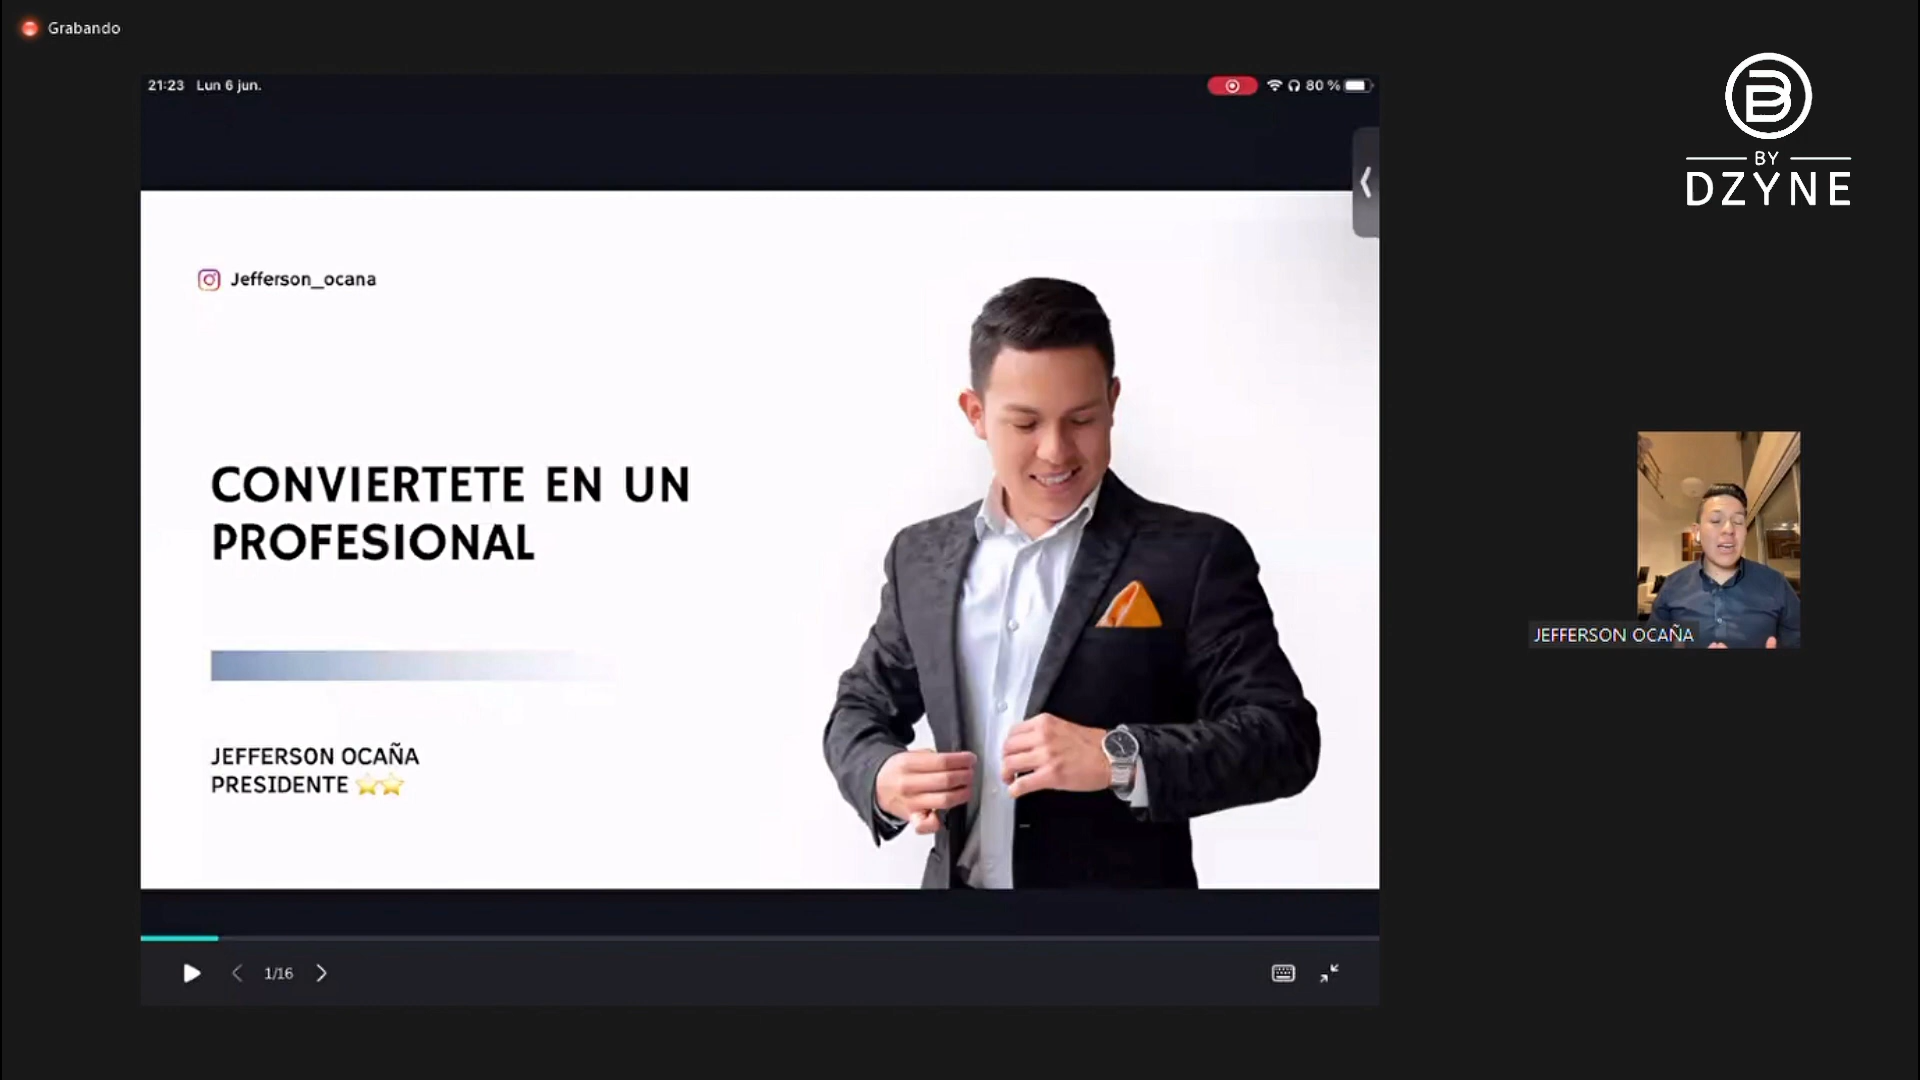 Grabando
21:23 Lun 6 jun.
80 %
B
BY
DZYNE
Jefferson_ocana
CONVIERTETE EN UN
PROFESIONAL
JEFFERSON OCAÑA
PRESIDENTE ⭐⭐
JEFFERSON OCAÑA
1/16